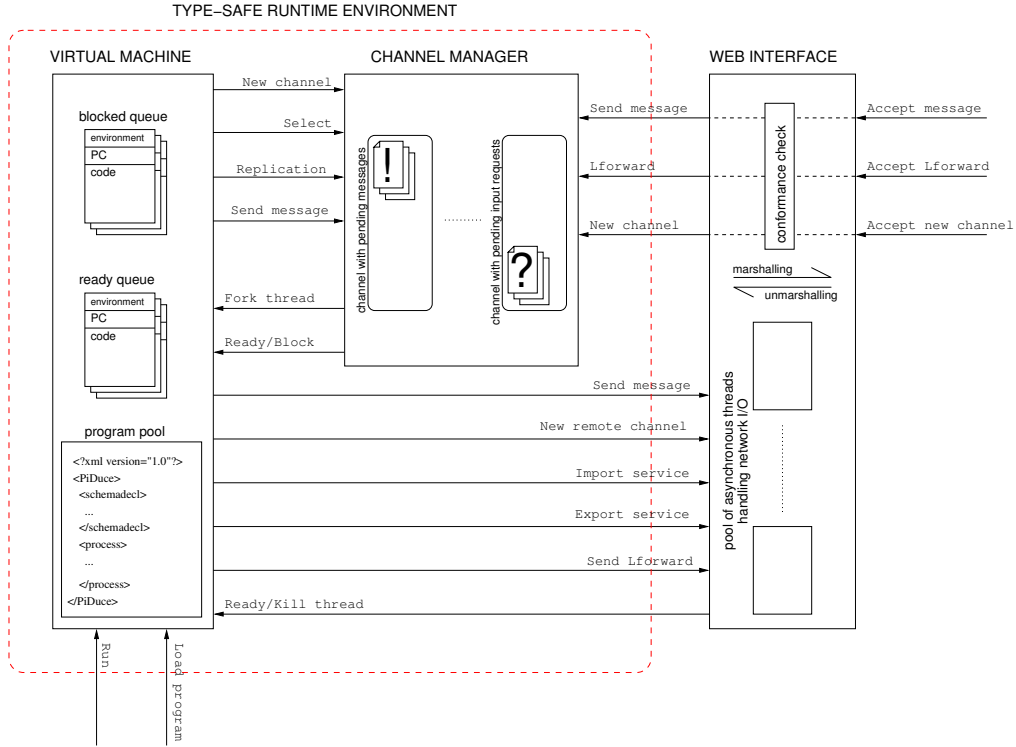 TYPE−SAFE RUNTIME ENVIRONMENT
VIRTUAL MACHINE
CHANNEL MANAGER
WEB INTERFACE
blocked queue
environment
PC
code
ready queue
environment
PC
code
program pool
<?xml version="1.0"?>
<PiDuce>
<schemadecl>
...
</schemadecl>
<process>
...
</process>
</PiDuce>
Run
Load program
New channel
Select
Replication
Send message
Fork thread
Ready/Block
channel with pending messages
!
channel with pending input requests
?
Send message
Lforward
New channel
conformance check
Accept message
Accept Lforward
Accept new channel
marshalling
unmarshalling
pool of asynchronous threads
handling network I/O
Send message
New remote channel
Import service
Export service
Send Lforward
Ready/Kill thread